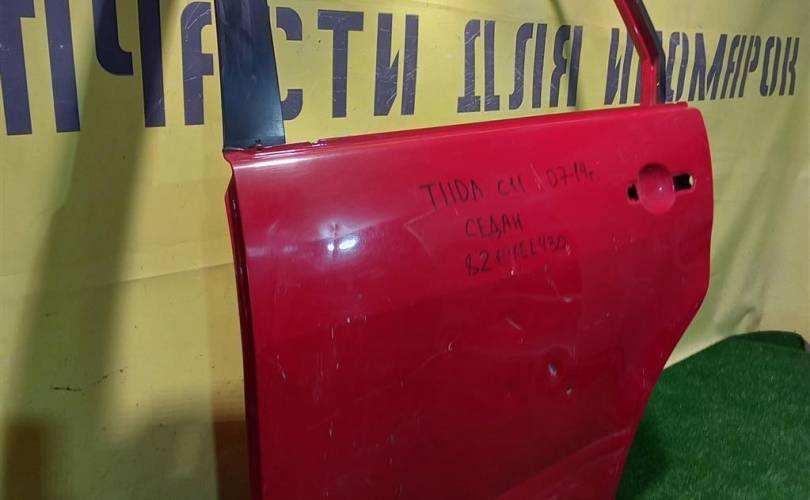 ПЧАСТИ ДЛЯ ИНОМАРОК
TIIDA C11 07-14г.
СЕДАН